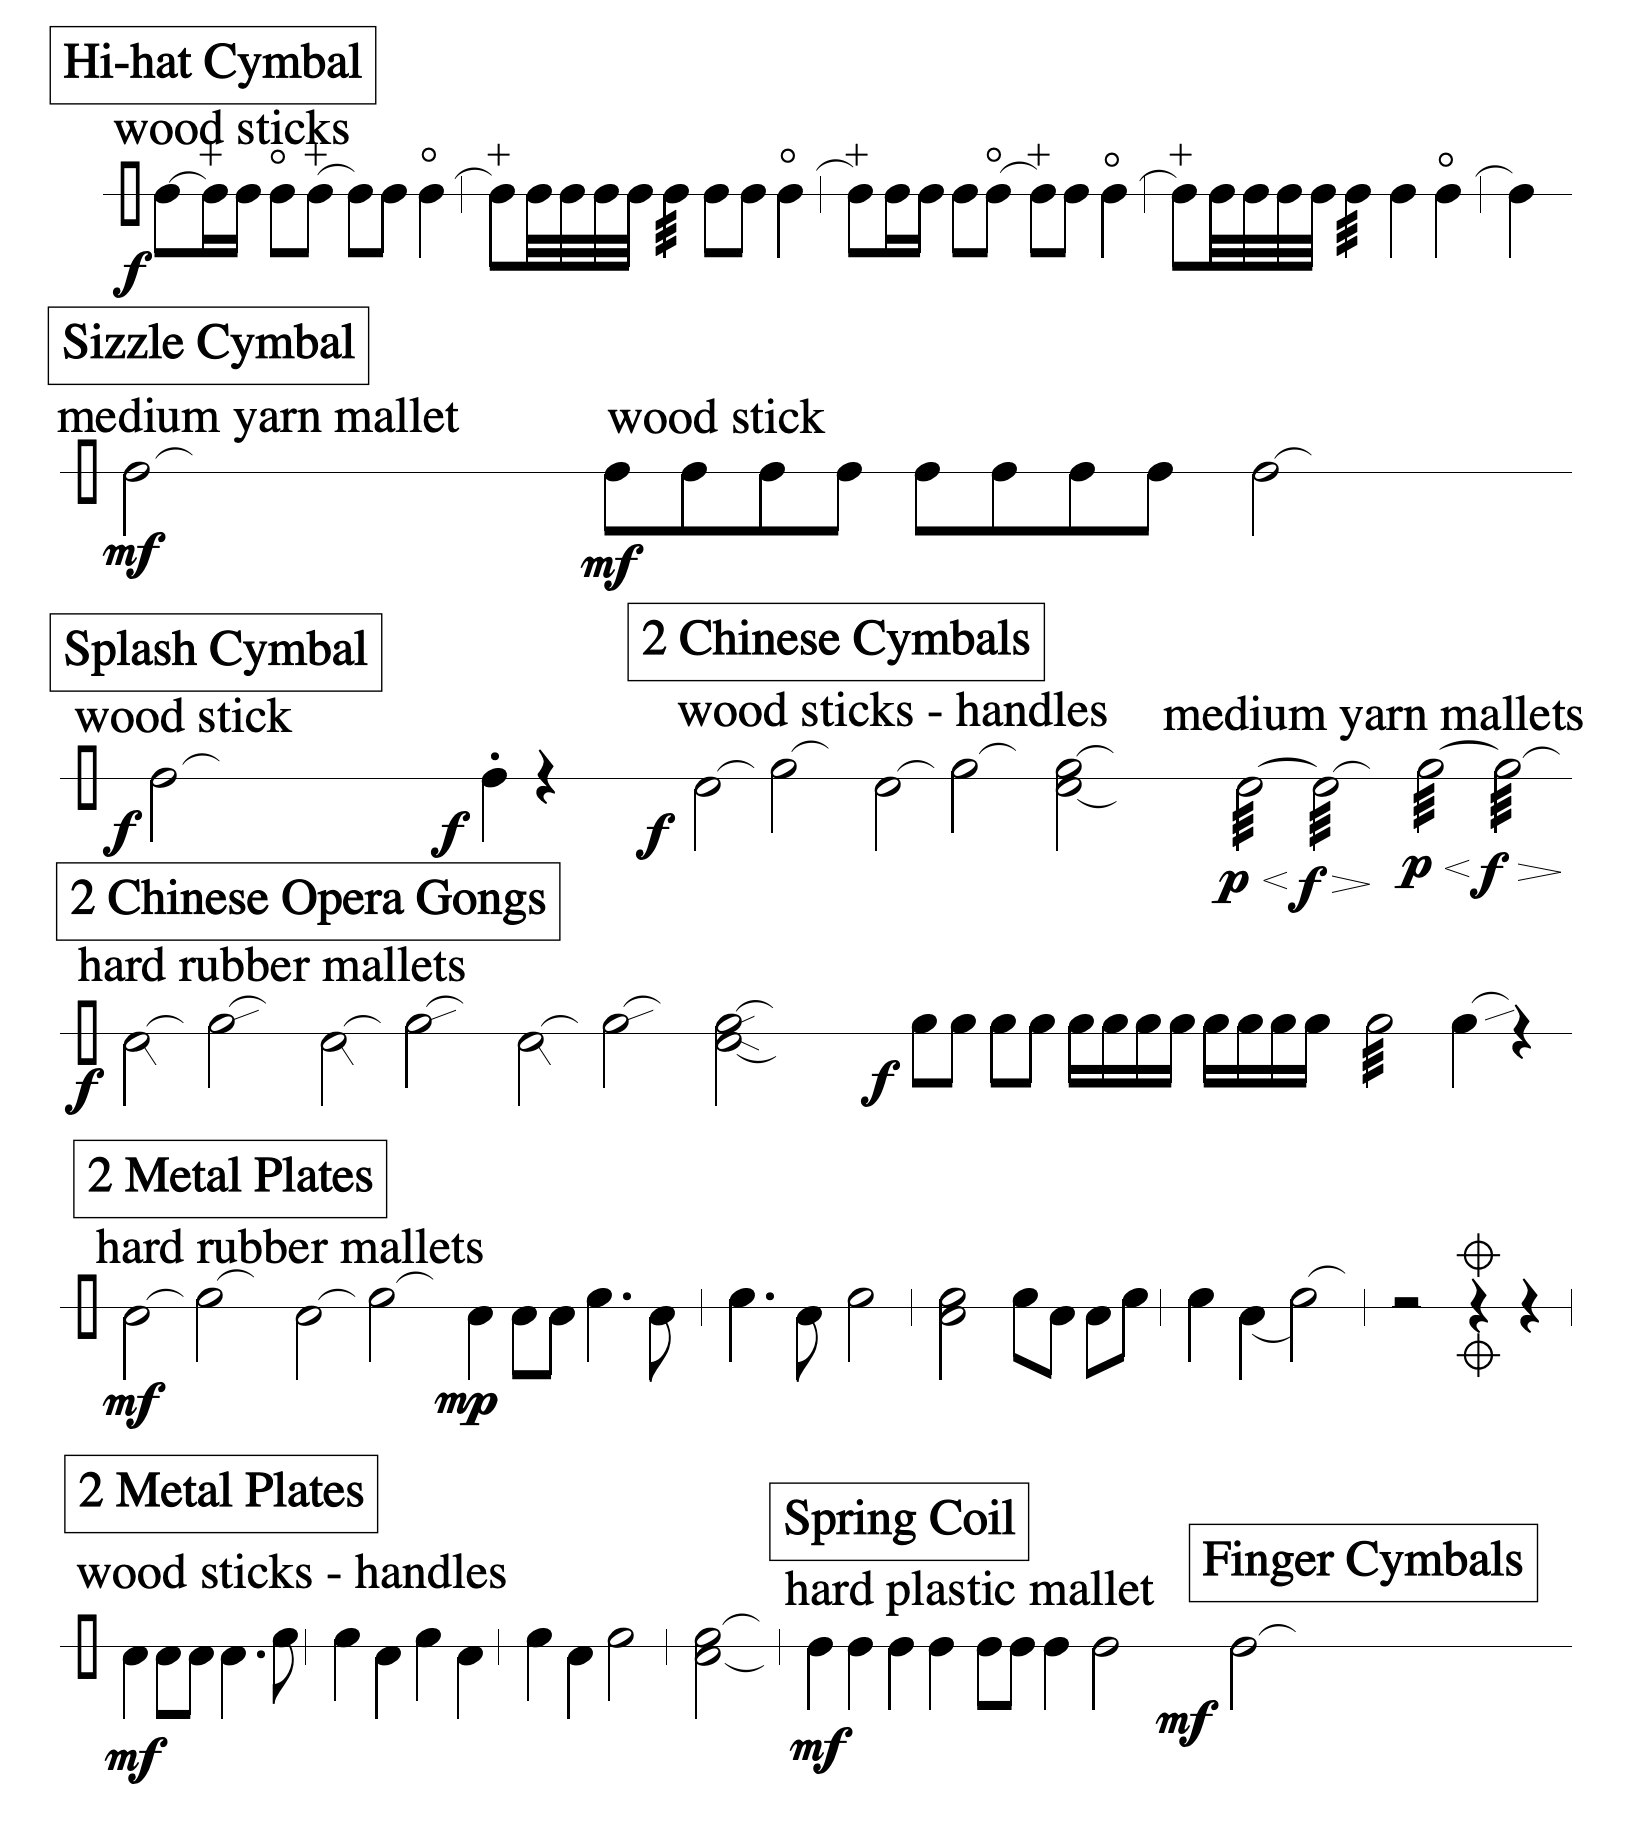 Hi-hat Cymbal
wood sticks
f
Sizzle Cymbal
medium yarn mallet
wood stick
mf
mf
Splash Cymbal
2 Chinese Cymbals
wood stick
wood sticks - handles
medium yarn mallets
f
f
f
p
f
p
f
2 Chinese Opera Gongs
hard rubber mallets
f
f
2 Metal Plates
hard rubber mallets
mf
mp
2 Metal Plates
Spring Coil
Finger Cymbals
wood sticks - handles
hard plastic mallet
mf
mf
mf